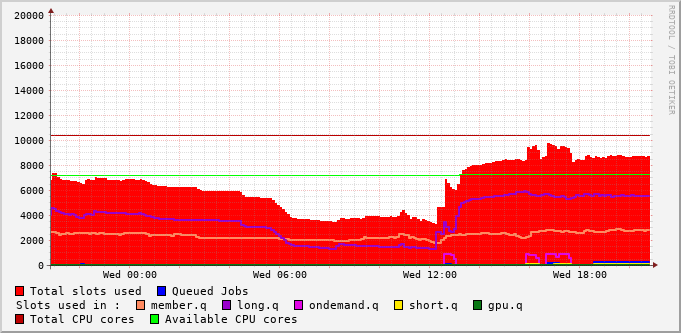 20000
18000
16000
14000
12000
10000
8000
6000
4000
2000
0
Wed 00:00 Wed 06:00 Wed 12:00 Wed 18:00
RRDTOOL / TOBI OETIKER
Total slots used Queued Jobs
Slots used in : member.q long.q ondemand.q short.q gpu.q
Total CPU cores Available CPU cores